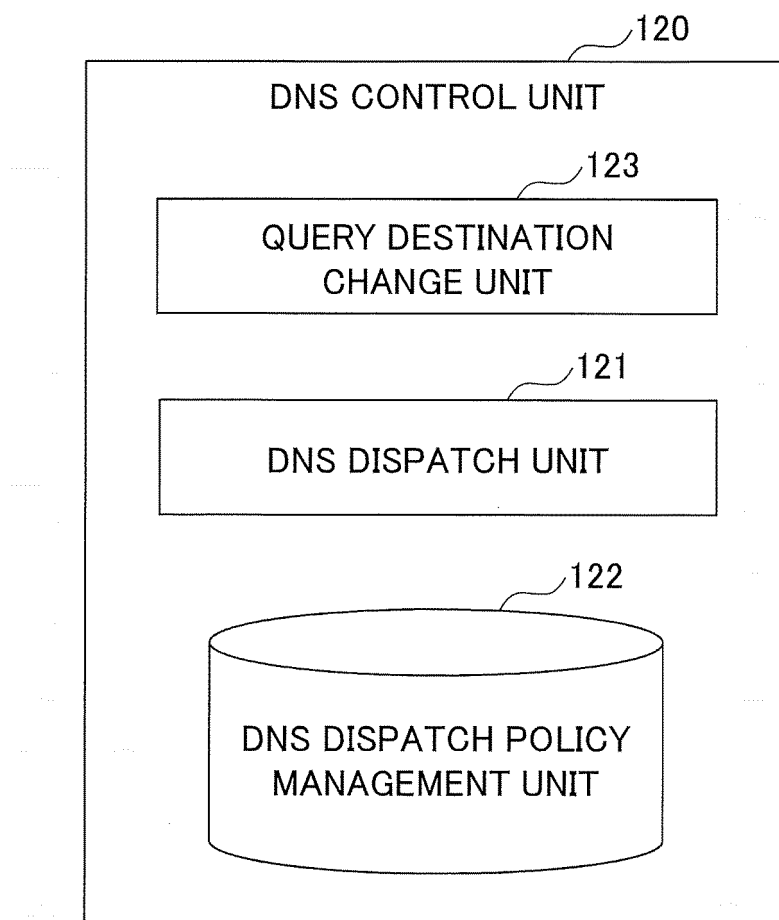 120
DNS CONTROL UNIT
123
QUERY DESTINATION
CHANGE UNIT
121
DNS DISPATCH UNIT
122
DNS DISPATCH POLICY
MANAGEMENT UNIT